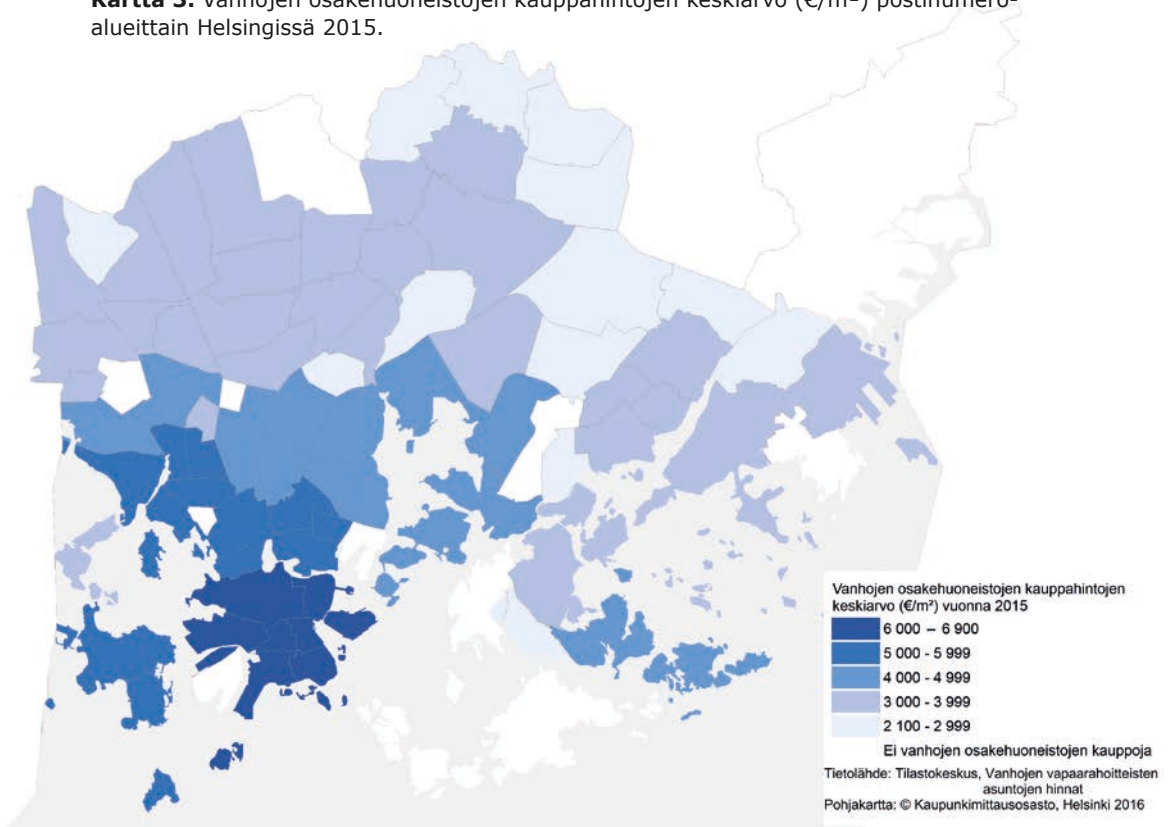 Kartta 3. Vanhojen osakehuoneistojen kauppahintojen keskiarvo (€/m²) postinumero-
alueittain Helsingissä 2015.
Vanhojen osakehuoneistojen kauppahintojen
keskiarvo (€/m²) vuonna 2015
6 000 – 6 900
5 000 - 5 999
4 000 - 4 999
3 000 - 3 999
2 100 - 2 999
Ei vanhojen osakehuoneistojen kauppoja
Tietolähde: Tilastokeskus, Vanhojen vapaarahoitteisten
asuntojen hinnat
Pohjakartta: © Kaupunkimittausosasto, Helsinki 2016